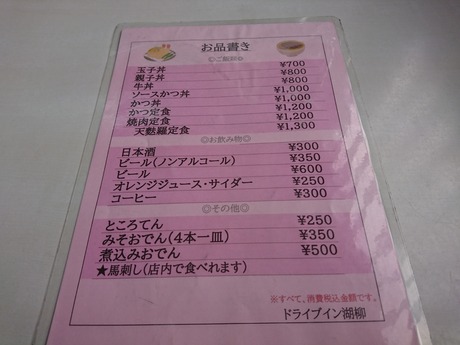 お品書き
◎ご飯類◎
玉子丼 ¥700
親子丼 ¥800
牛丼 ¥800
ソースかつ丼 ¥1,000
かつ丼 ¥1,000
かつ定食 ¥1,200
焼肉定食 ¥1,200
天麩羅定食 ¥1,300
◎お飲み物◎
日本酒 ¥300
ビール(ノンアルコール) ¥350
ビール ¥600
オレンジジュース・サイダー ¥250
コーヒー ¥300
◎その他◎
ところてん ¥250
みそおでん(4本一皿) ¥350
煮込みおでん ¥500
★馬刺し(店内で食べれます)
※すべて、消費税込金額です。
ドライブイン湖柳